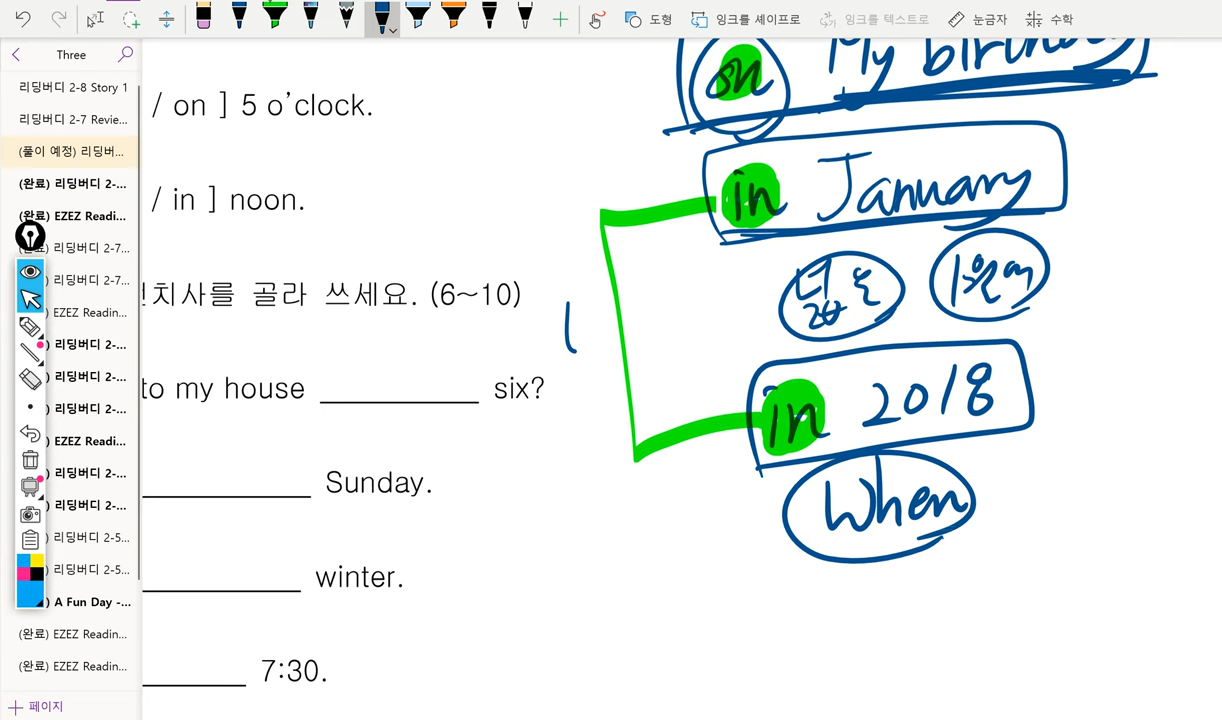 도형
잉크를 셰이프로
잉크를 텍스트로
눈금자
수학
Three
리딩버디 2-8 Story 1
리딩버디 2-7 Revie...
(풀이 예정) 리딩버...
(완료) 리딩버디 2-...
(완료) EZEZ Readi...
) 리딩버디 2-7...
) 리딩버디 2-7...
) EZEZ Readin...
) 리딩버디 2-...
) 리딩버디 2-...
) 리딩버디 2-...
) EZEZ Readi...
) 리딩버디 2-...
) 리딩버디 2-...
) 리딩버디 2-5...
) 리딩버디 2-5...
) A Fun Day -...
(완료) EZEZ Readin...
(완료) EZEZ Readin...
페이지
/ on ] 5 o'clock.
/ in ] noon.
치사를 골라 쓰세요. (6~10)
to my house ________ six?
________ Sunday.
________ winter.
________ 7:30.
on My birthday
in January
넓은
in 2018
When